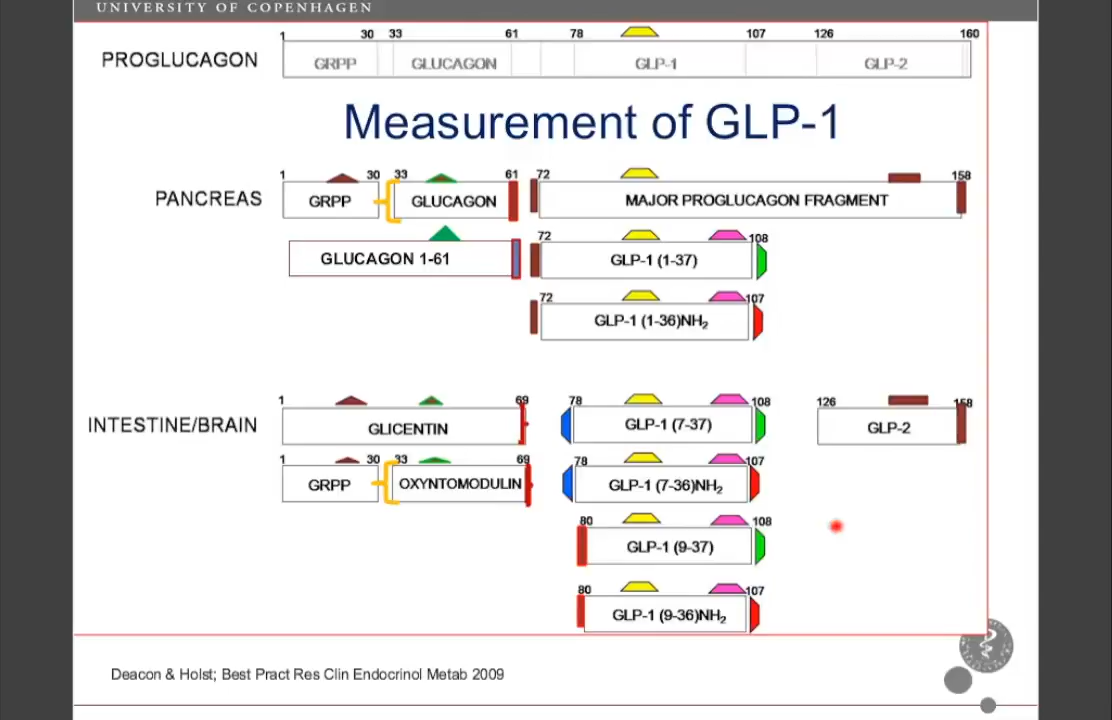 UNIVERSITY OF COPENHAGEN
1 30 33 61 78 107 126 160
PROGLUCAGON GRPP GLUCAGON GLP-1 GLP-2
Measurement of GLP-1
1 30 33 61 72 158
PANCREAS GRPP GLUCAGON MAJOR PROGLUCAGON FRAGMENT
72 108
GLUCAGON 1-61 GLP-1 (1-37)
72 107
GLP-1 (1-36)NH2
1 69 78 108 126 158
INTESTINE/BRAIN GLICENTIN GLP-1 (7-37) GLP-2
1 30 33 69 78 107
GRPP OXYNTOMODULIN GLP-1 (7-36)NH2
80 108
GLP-1 (9-37)
80 107
GLP-1 (9-36)NH2
Deacon & Holst; Best Pract Res Clin Endocrinol Metab 2009